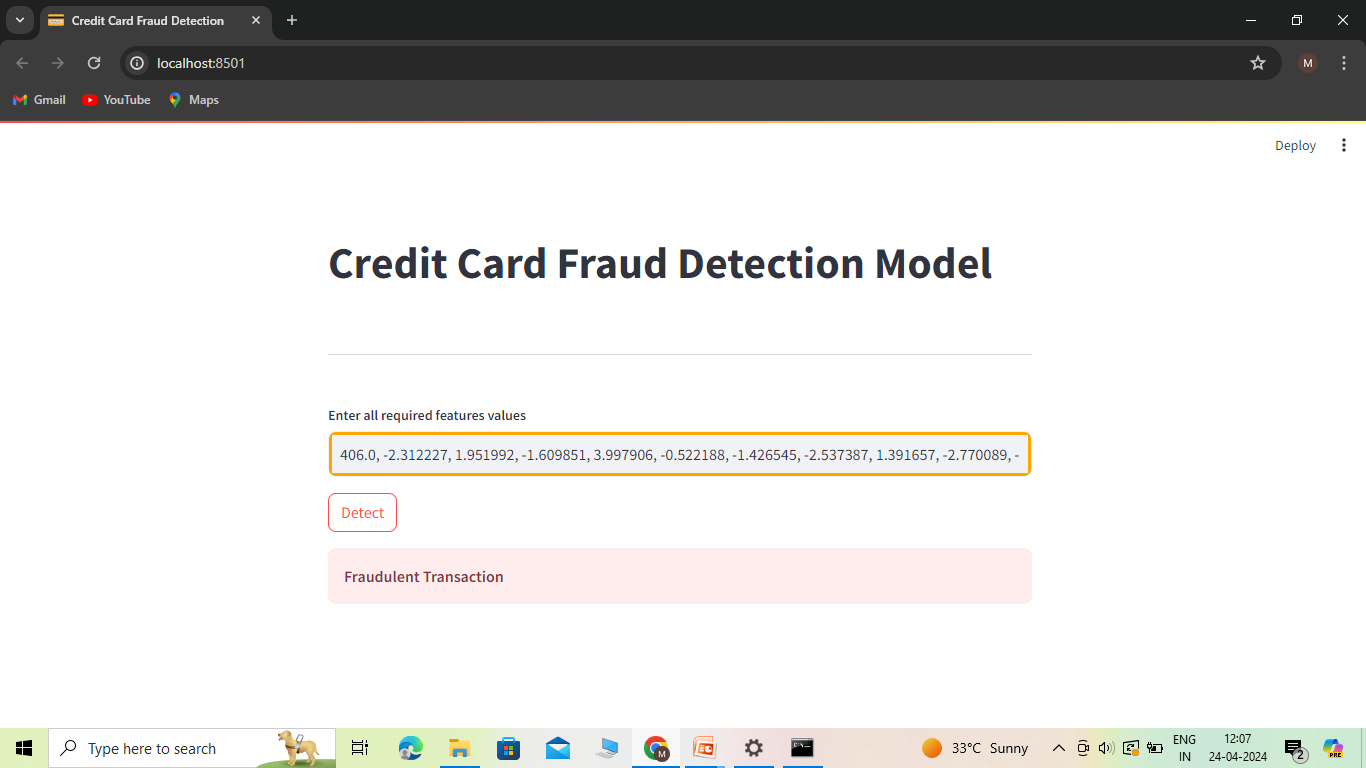 Credit Card Fraud Detection
localhost:8501
M
Gmail YouTube Maps
Deploy
Credit Card Fraud Detection Model
Enter all required features values
406.0, -2.312227, 1.951992, -1.609851, 3.997906, -0.522188, -1.426545, -2.537387, 1.391657, -2.770089, -
Detect
Fraudulent Transaction
Type here to search
M
33°C Sunny
ENG
IN
12:07
24-04-2024
2
PRE